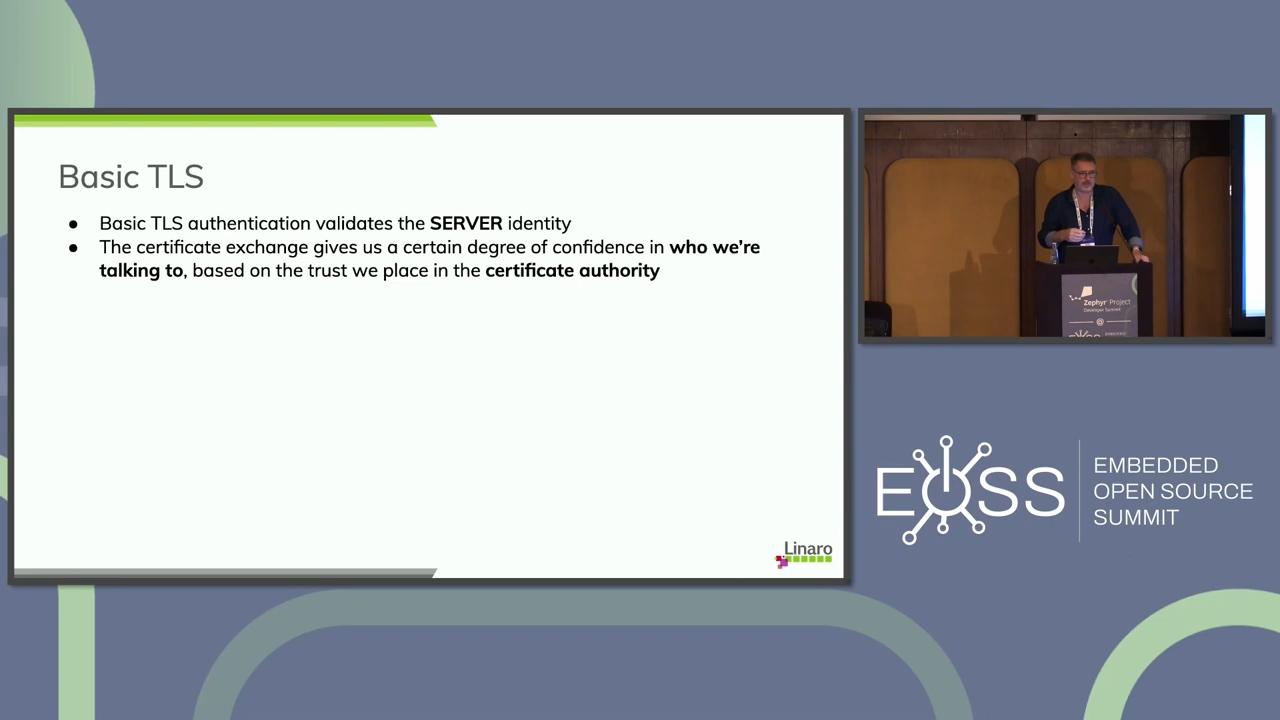 Basic TLS
● Basic TLS authentication validates the SERVER identity
● The certificate exchange gives us a certain degree of confidence in who we're
talking to, based on the trust we place in the certificate authority
Linaro
Zephyr Project
Developer Summit
@
EOSS
EMBEDDED
OPEN SOURCE
SUMMIT